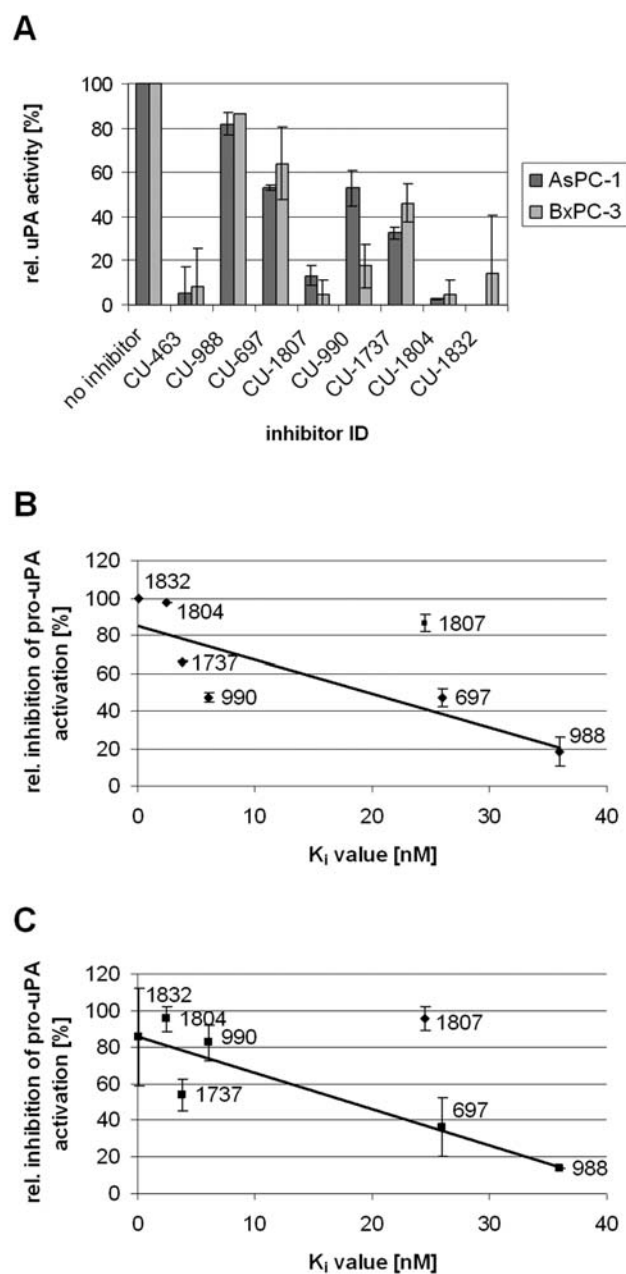 A
rel. uPA activity [%]
100
80
60
40
20
0
no inhibitor
CU-463
CU-988
CU-697
CU-1807
CU-990
CU-1737
CU-1804
CU-1832
inhibitor ID
AsPC-1
BxPC-3
B
rel. inhibition of pro-uPA
activation [%]
120
100
80
60
40
20
0
1832
1804
1737
990
1807
697
988
0 10 20 30 40
Ki value [nM]
C
rel. inhibition of pro-uPA
activation [%]
120
100
80
60
40
20
0
1832
1804
990
1737
1807
697
988
0 10 20 30 40
Ki value [nM]